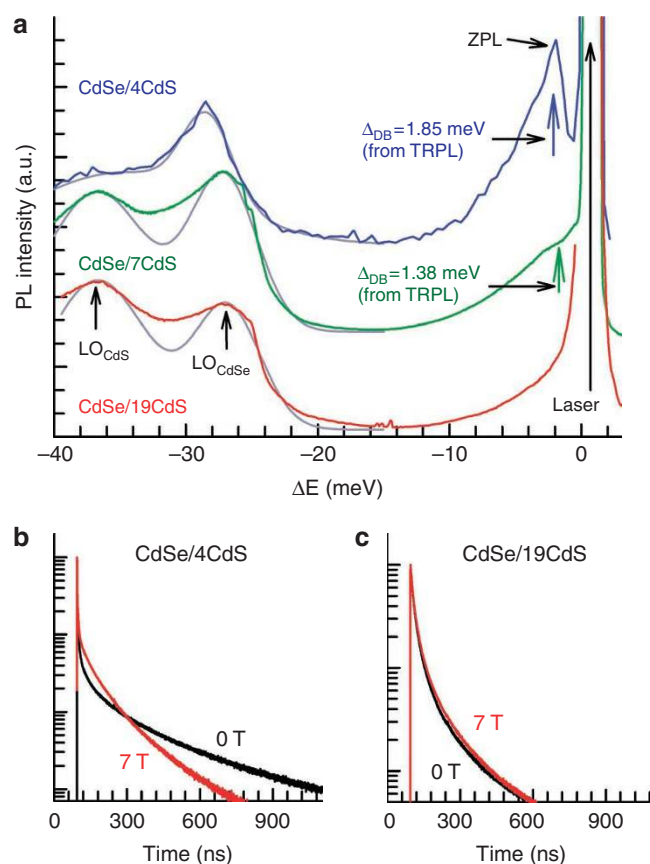 a
ZPL
CdSe/4CdS
Δ_DB=1.85 meV
(from TRPL)
PL intensity (a.u.)
CdSe/7CdS
Δ_DB=1.38 meV
(from TRPL)
LO_CdS
LO_CdSe
CdSe/19CdS
Laser
−40 −30 −20 −10 0
ΔE (meV)
b
CdSe/4CdS
0 T
7 T
0 300 600 900
Time (ns)
c
CdSe/19CdS
7 T
0 T
0 300 600 900
Time (ns)